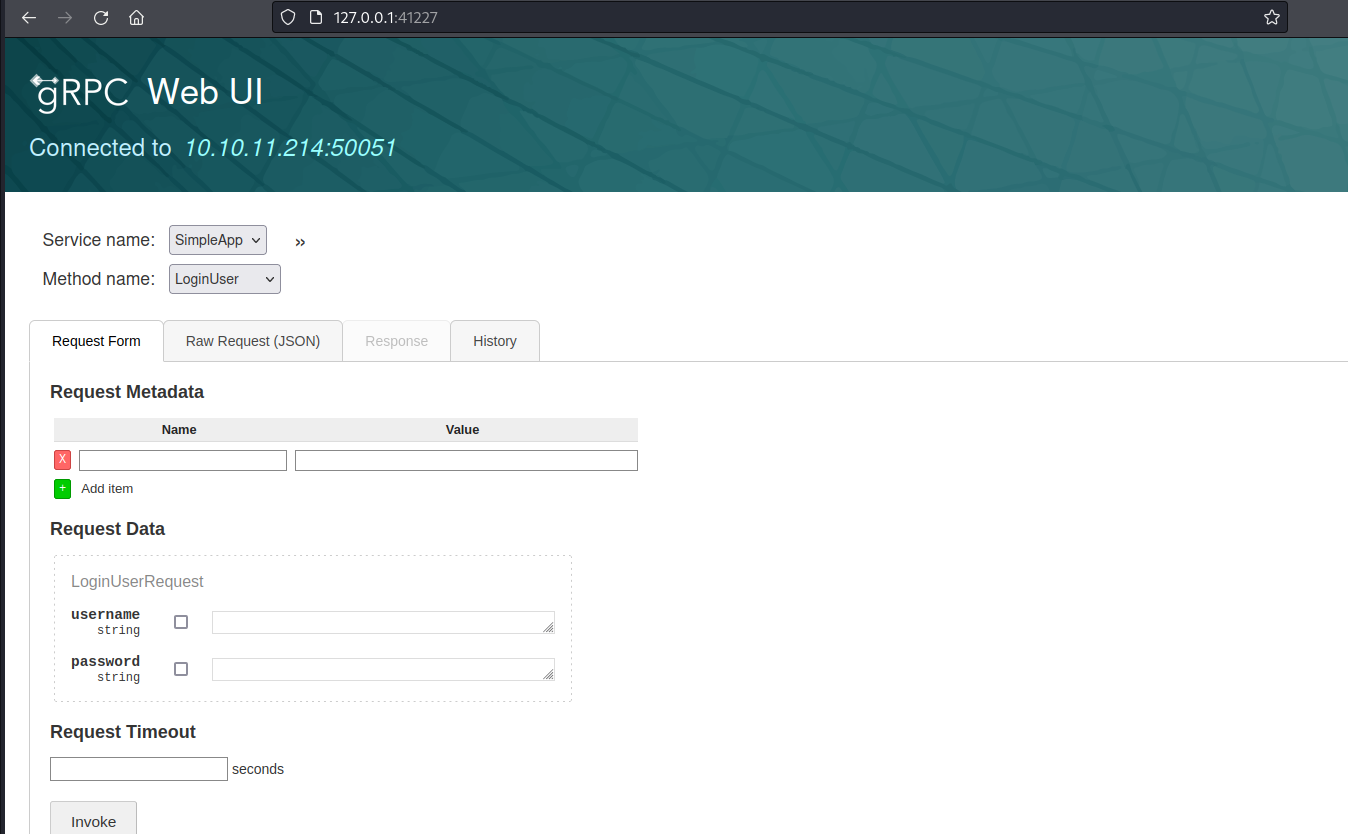 127.0.0.1:41227
gRPC Web UI
Connected to 10.10.11.214:50051
Service name: SimpleApp »
Method name: LoginUser
Request Form Raw Request (JSON) Response History
Request Metadata
Name Value
X
+ Add item
Request Data
LoginUserRequest
username
string
password
string
Request Timeout
seconds
Invoke